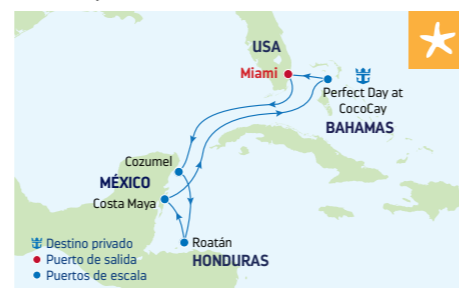 USA
Miami
Perfect Day at
CocoCay
BAHAMAS
Cozumel
MÉXICO
Costa Maya
Roatán
HONDURAS
Destino privado
Puerto de salida
Puertos de escala